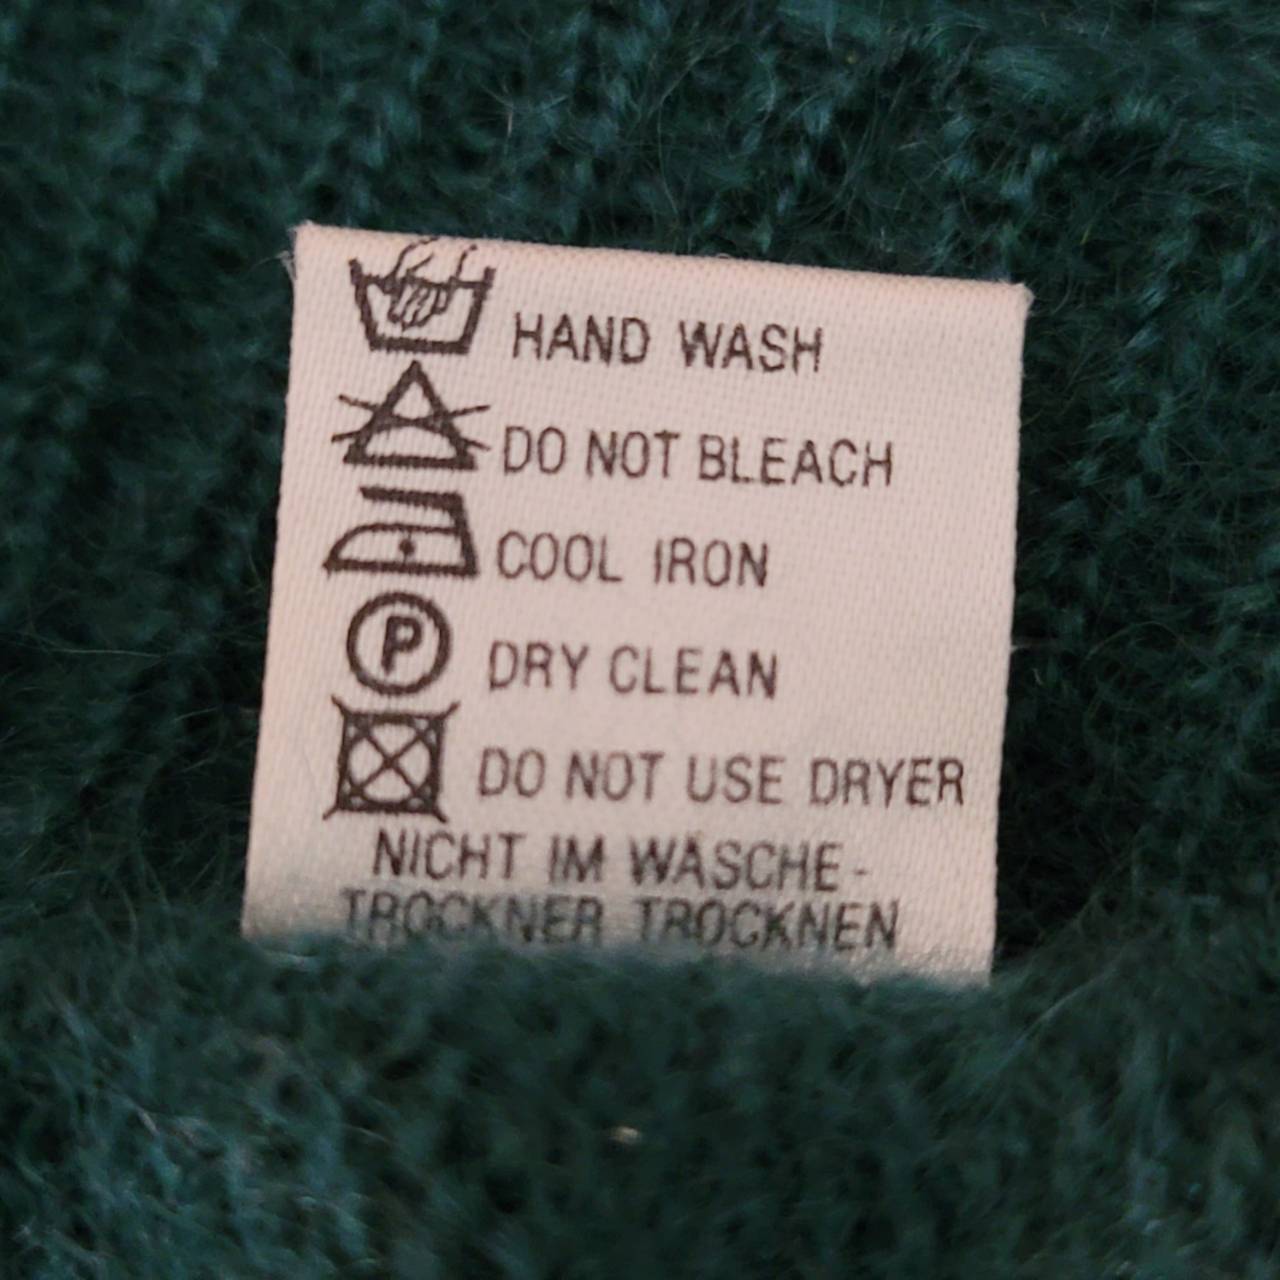 HAND WASH
DO NOT BLEACH
COOL IRON
P DRY CLEAN
DO NOT USE DRYER
NICHT IM WÄSCHE-
TROCKNER TROCKNEN